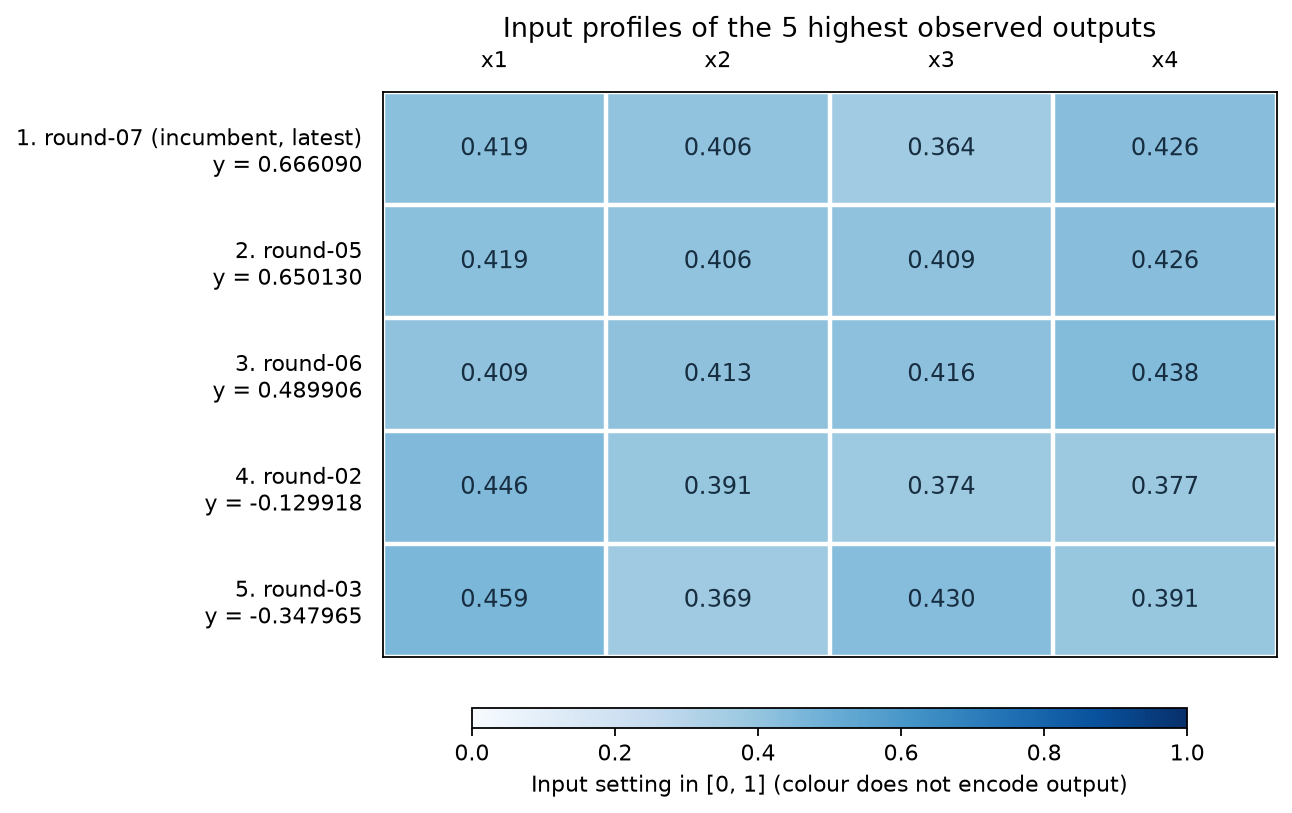 Input profiles of the 5 highest observed outputs
x1 x2 x3 x4
1. round-07 (incumbent, latest)
y = 0.666090
0.419 0.406 0.364 0.426
2. round-05
y = 0.650130
0.419 0.406 0.409 0.426
3. round-06
y = 0.489906
0.409 0.413 0.416 0.438
4. round-02
y = -0.129918
0.446 0.391 0.374 0.377
5. round-03
y = -0.347965
0.459 0.369 0.430 0.391
0.0 0.2 0.4 0.6 0.8 1.0
Input setting in [0, 1] (colour does not encode output)